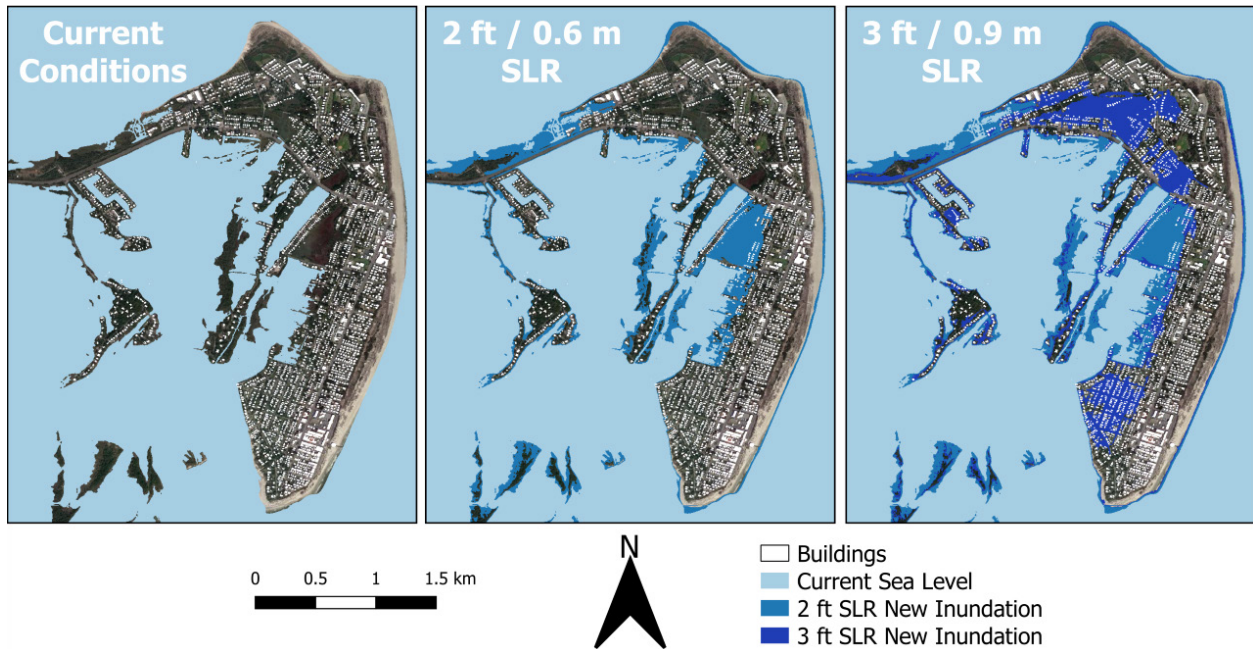 Current
Conditions
2 ft / 0.6 m
SLR
3 ft / 0.9 m
SLR
0 0.5 1 1.5 km
N
Buildings
Current Sea Level
2 ft SLR New Inundation
3 ft SLR New Inundation